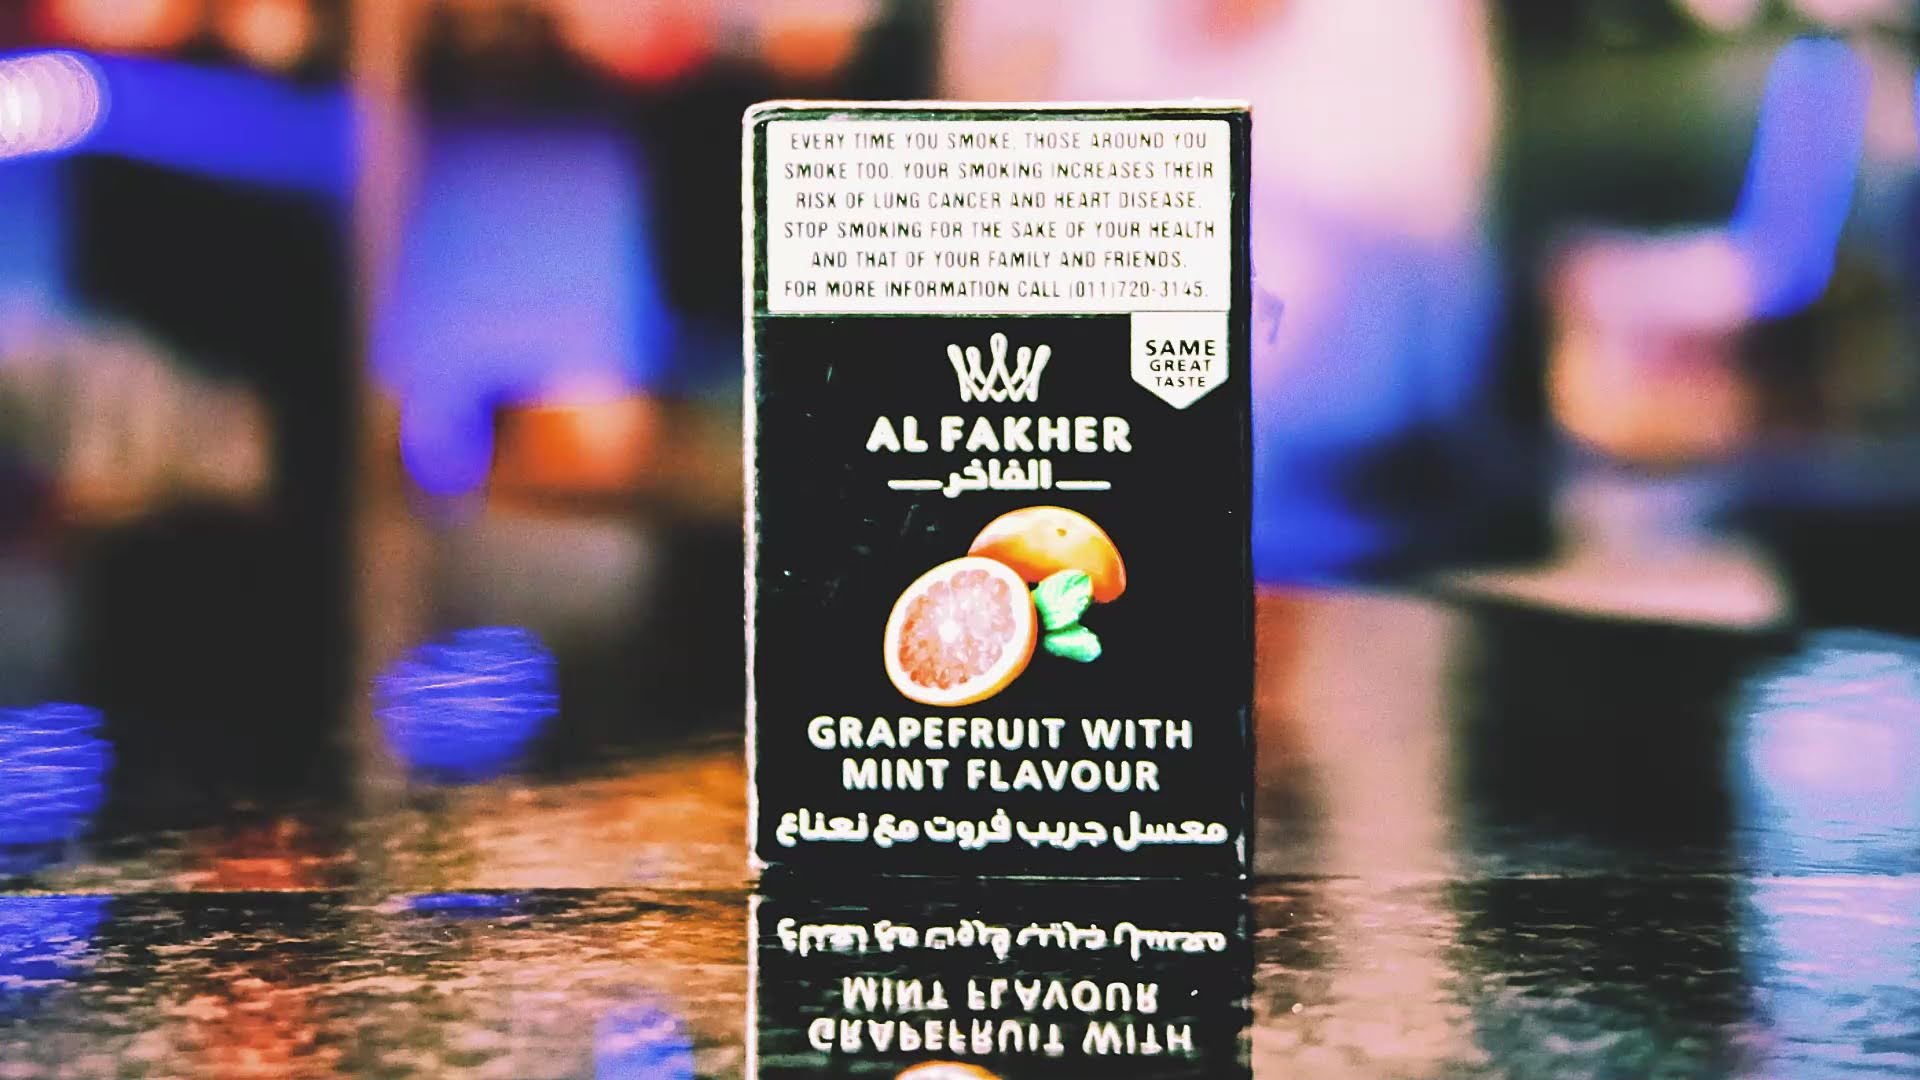 EVERY TIME YOU SMOKE, THOSE AROUND YOU
SMOKE TOO. YOUR SMOKING INCREASES THEIR
RISK OF LUNG CANCER AND HEART DISEASE.
STOP SMOKING FOR THE SAKE OF YOUR HEALTH
AND THAT OF YOUR FAMILY AND FRIENDS.
FOR MORE INFORMATION CALL (011)720-3145.
SAME
GREAT
TASTE
AL FAKHER
الفاخر
GRAPEFRUIT WITH
MINT FLAVOUR
معسل جريب فروت مع نعناع